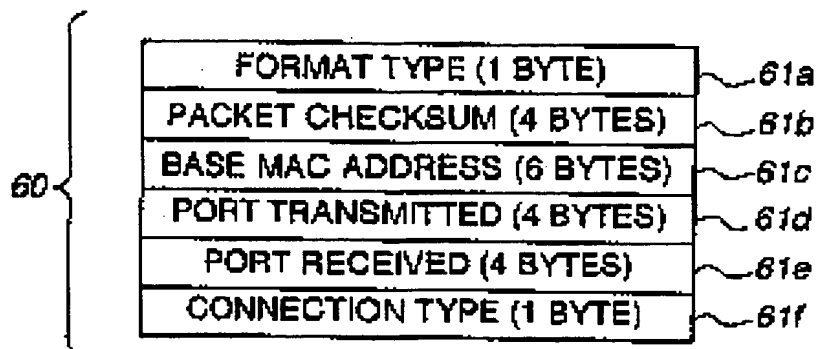 FORMAT TYPE (1 BYTE) 61a
PACKET CHECKSUM (4 BYTES) 61b
BASE MAC ADDRESS (6 BYTES) 61c
60
PORT TRANSMITTED (4 BYTES) 61d
PORT RECEIVED (4 BYTES) 61e
CONNECTION TYPE (1 BYTE) 61f